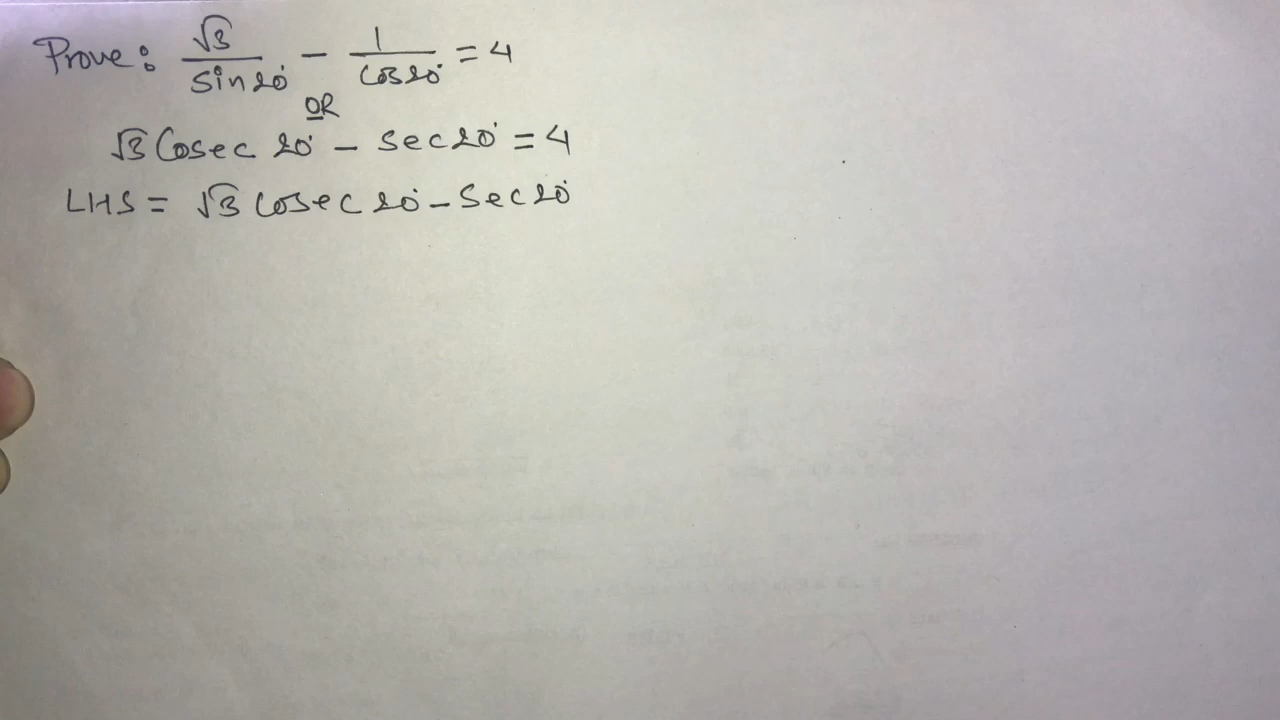 Prove: √3/sin20° - 1/cos20° = 4
OR
√3 Cosec 20° - sec20° = 4
LHS = √3 cosec 20° - sec20°